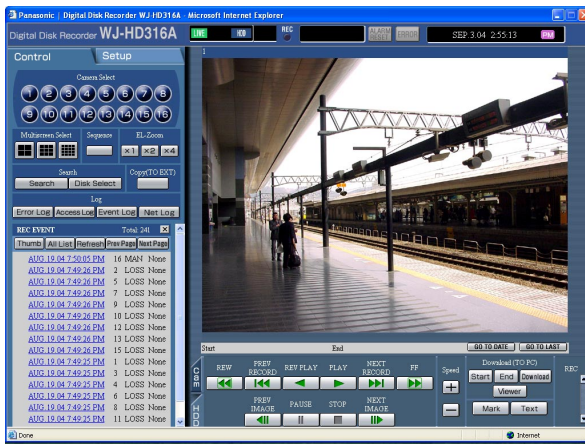 Panasonic | Digital Disk Recorder WJ-HD316A - Microsoft Internet Explorer
Digital Disk Recorder WJ-HD316A
LIVE HDD REC ALARM RESET ERROR SEP.3.04 2:55:13 PM
Control Setup
1
Camera Select
1 2 3 4 5 6 7 8
9 10 11 12 13 14 15 16
Multiscreen Select Sequence EL-Zoom
×1 ×2 ×4
Search Copy(TO EXT)
Search Disk Select
Log
Error Log Access Log Event Log Net Log
REC EVENT Total: 241 X
Thumb All List Refresh Prev Page Next Page
AUG.19.04 7:50:05 PM 16 MAN None
AUG.19.04 7:49:26 PM 2 LOSS None
AUG.19.04 7:49:26 PM 5 LOSS None
AUG.19.04 7:49:26 PM 7 LOSS None
AUG.19.04 7:49:26 PM 9 LOSS None
AUG.19.04 7:49:26 PM 10 LOSS None
AUG.19.04 7:49:26 PM 12 LOSS None
AUG.19.04 7:49:26 PM 13 LOSS None
AUG.19.04 7:49:26 PM 15 LOSS None
AUG.19.04 7:49:25 PM 1 LOSS None
AUG.19.04 7:49:25 PM 3 LOSS None
AUG.19.04 7:49:25 PM 4 LOSS None
AUG.19.04 7:49:25 PM 6 LOSS None
AUG.19.04 7:49:25 PM 8 LOSS None
AUG.19.04 7:49:25 PM 11 LOSS None
Start End GO TO DATE GO TO LAST
Cam
HDD
REW PREV RECORD REV PLAY PLAY NEXT RECORD FF
PREV IMAGE PAUSE STOP NEXT IMAGE
Speed
Download (TO PC)
Start End Download
Viewer
Mark Text
REC
Done Internet